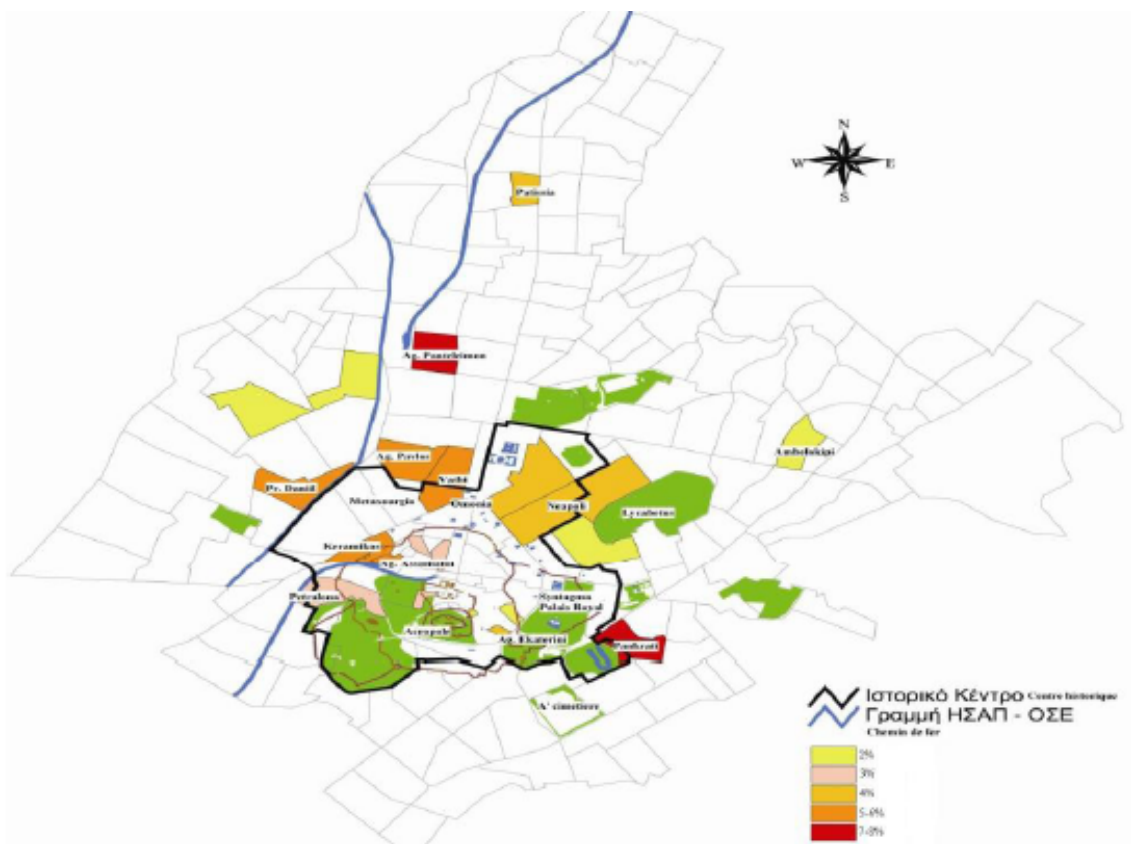 N
W E
S
Patissia
Ag. Panteleimon
Ambelokipi
Ag. Pavlos
Vathi
Pr. Daniil
Metaxourgio
Omonia
Neapoli
Lycabetus
Keramikos
Ag. Assomaton
Petralona
Syntagma
Palais Royal
Acropole
Ag. Ekaterini
Pankrati
A' cimetiere
Ιστορικό Κέντρο Centre historique
Γραμμή ΗΣΑΠ - ΟΣΕ
Chemin de fer
2%
3%
4%
5-6%
7-8%